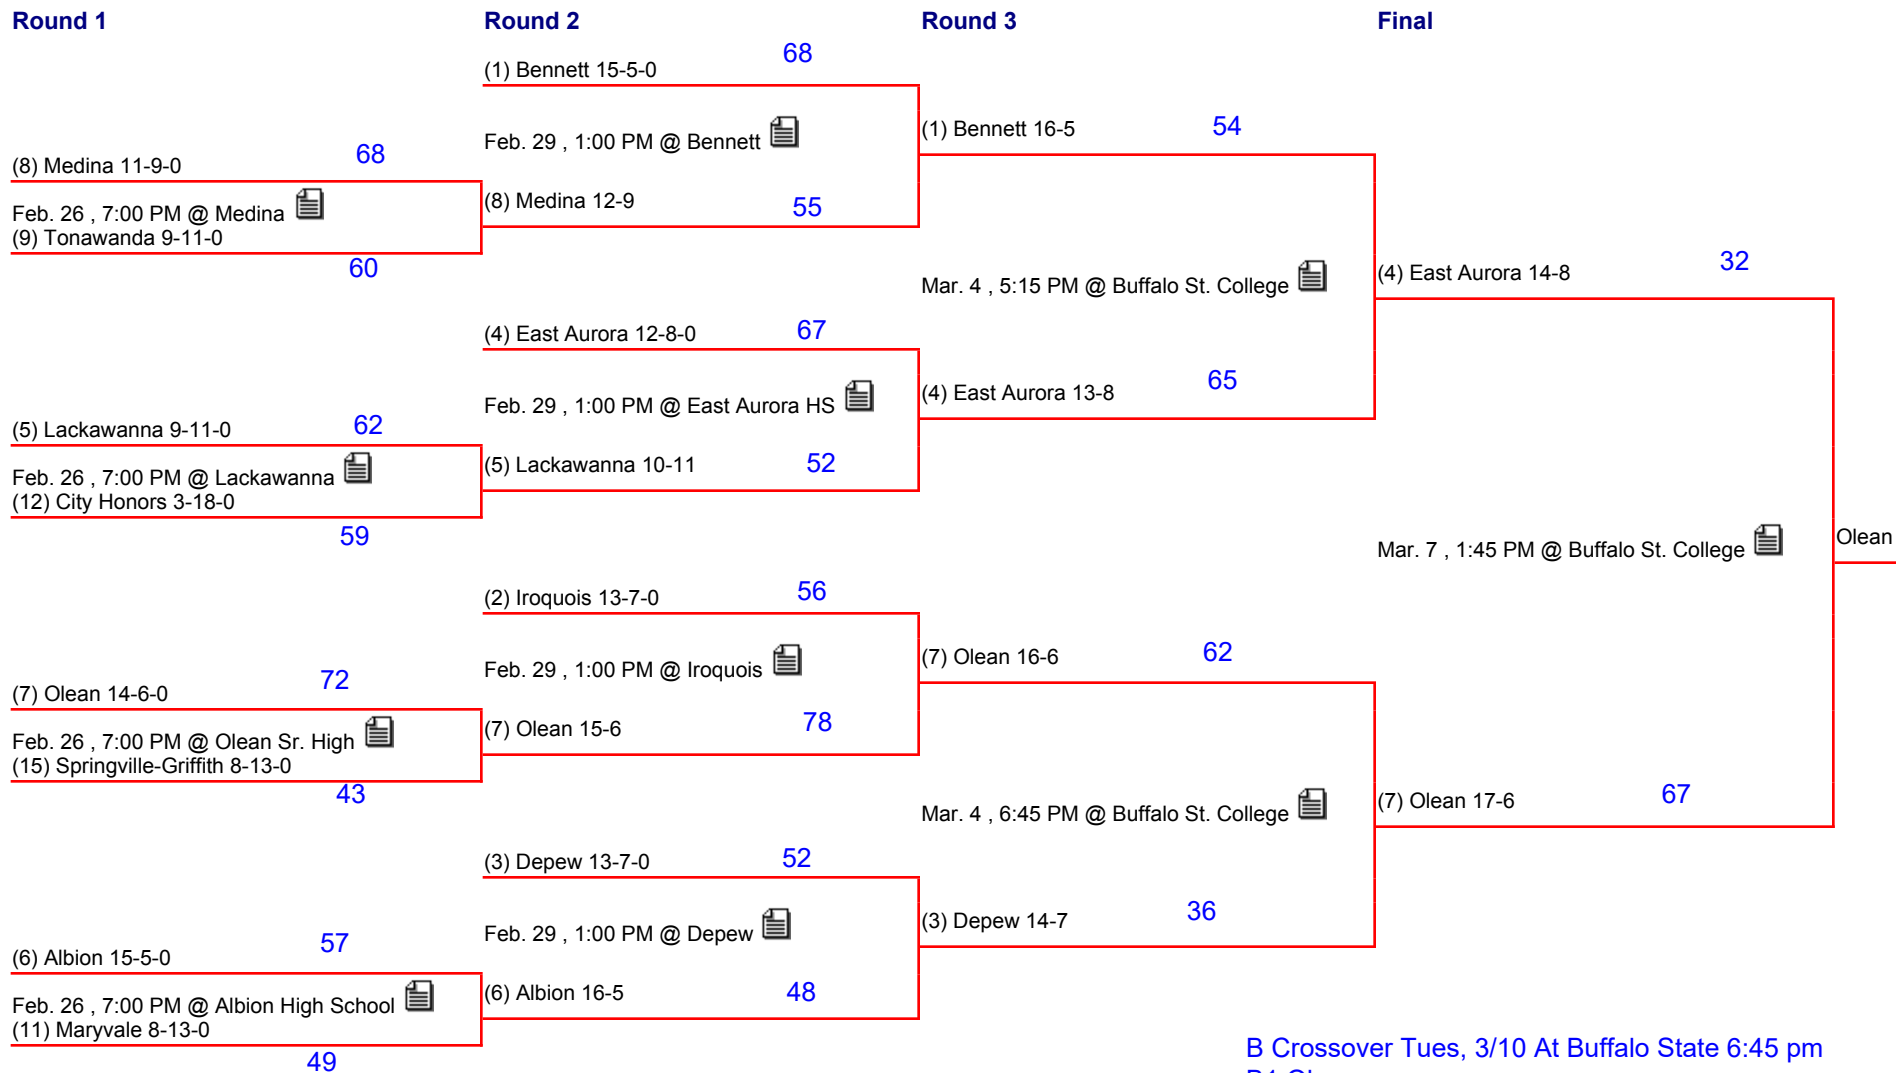 Round 1
Round 2
Round 3
Final
(1) Bennett 15-5-0
68
Feb. 29 , 1:00 PM @ Bennett
(1) Bennett 16-5
54
(8) Medina 11-9-0
68
Feb. 26 , 7:00 PM @ Medina
(9) Tonawanda 9-11-0
60
(8) Medina 12-9
55
Mar. 4 , 5:15 PM @ Buffalo St. College
(4) East Aurora 14-8
32
(4) East Aurora 12-8-0
67
Feb. 29 , 1:00 PM @ East Aurora HS
(4) East Aurora 13-8
65
(5) Lackawanna 9-11-0
62
Feb. 26 , 7:00 PM @ Lackawanna
(12) City Honors 3-18-0
59
(5) Lackawanna 10-11
52
Mar. 7 , 1:45 PM @ Buffalo St. College
Olean
(2) Iroquois 13-7-0
56
Feb. 29 , 1:00 PM @ Iroquois
(7) Olean 16-6
62
(7) Olean 14-6-0
72
Feb. 26 , 7:00 PM @ Olean Sr. High
(15) Springville-Griffith 8-13-0
43
(7) Olean 15-6
78
Mar. 4 , 6:45 PM @ Buffalo St. College
(7) Olean 17-6
67
(3) Depew 13-7-0
52
Feb. 29 , 1:00 PM @ Depew
(3) Depew 14-7
36
(6) Albion 15-5-0
57
Feb. 26 , 7:00 PM @ Albion High School
(11) Maryvale 8-13-0
49
(6) Albion 16-5
48
B Crossover Tues, 3/10 At Buffalo State 6:45 pm